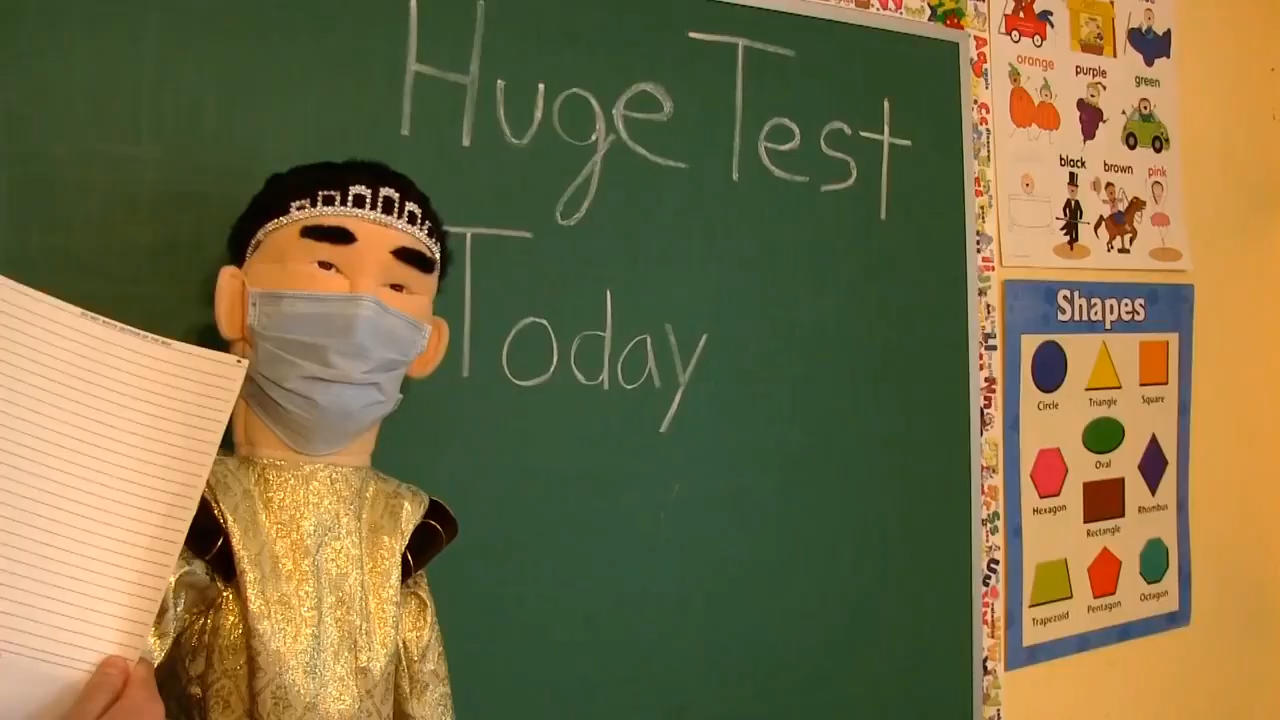 Huge Test
Today
orange
purple
green
black
brown
pink
Shapes
Circle
Triangle
Square
Oval
Hexagon
Rhombus
Rectangle
Trapezoid
Pentagon
Octagon